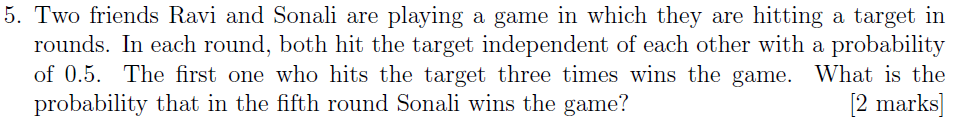 5. Two friends Ravi and Sonali are playing a game in which they are hitting a target in
rounds. In each round, both hit the target independent of each other with a probability
of 0.5. The first one who hits the target three times wins the game. What is the
probability that in the fifth round Sonali wins the game? [2 marks]